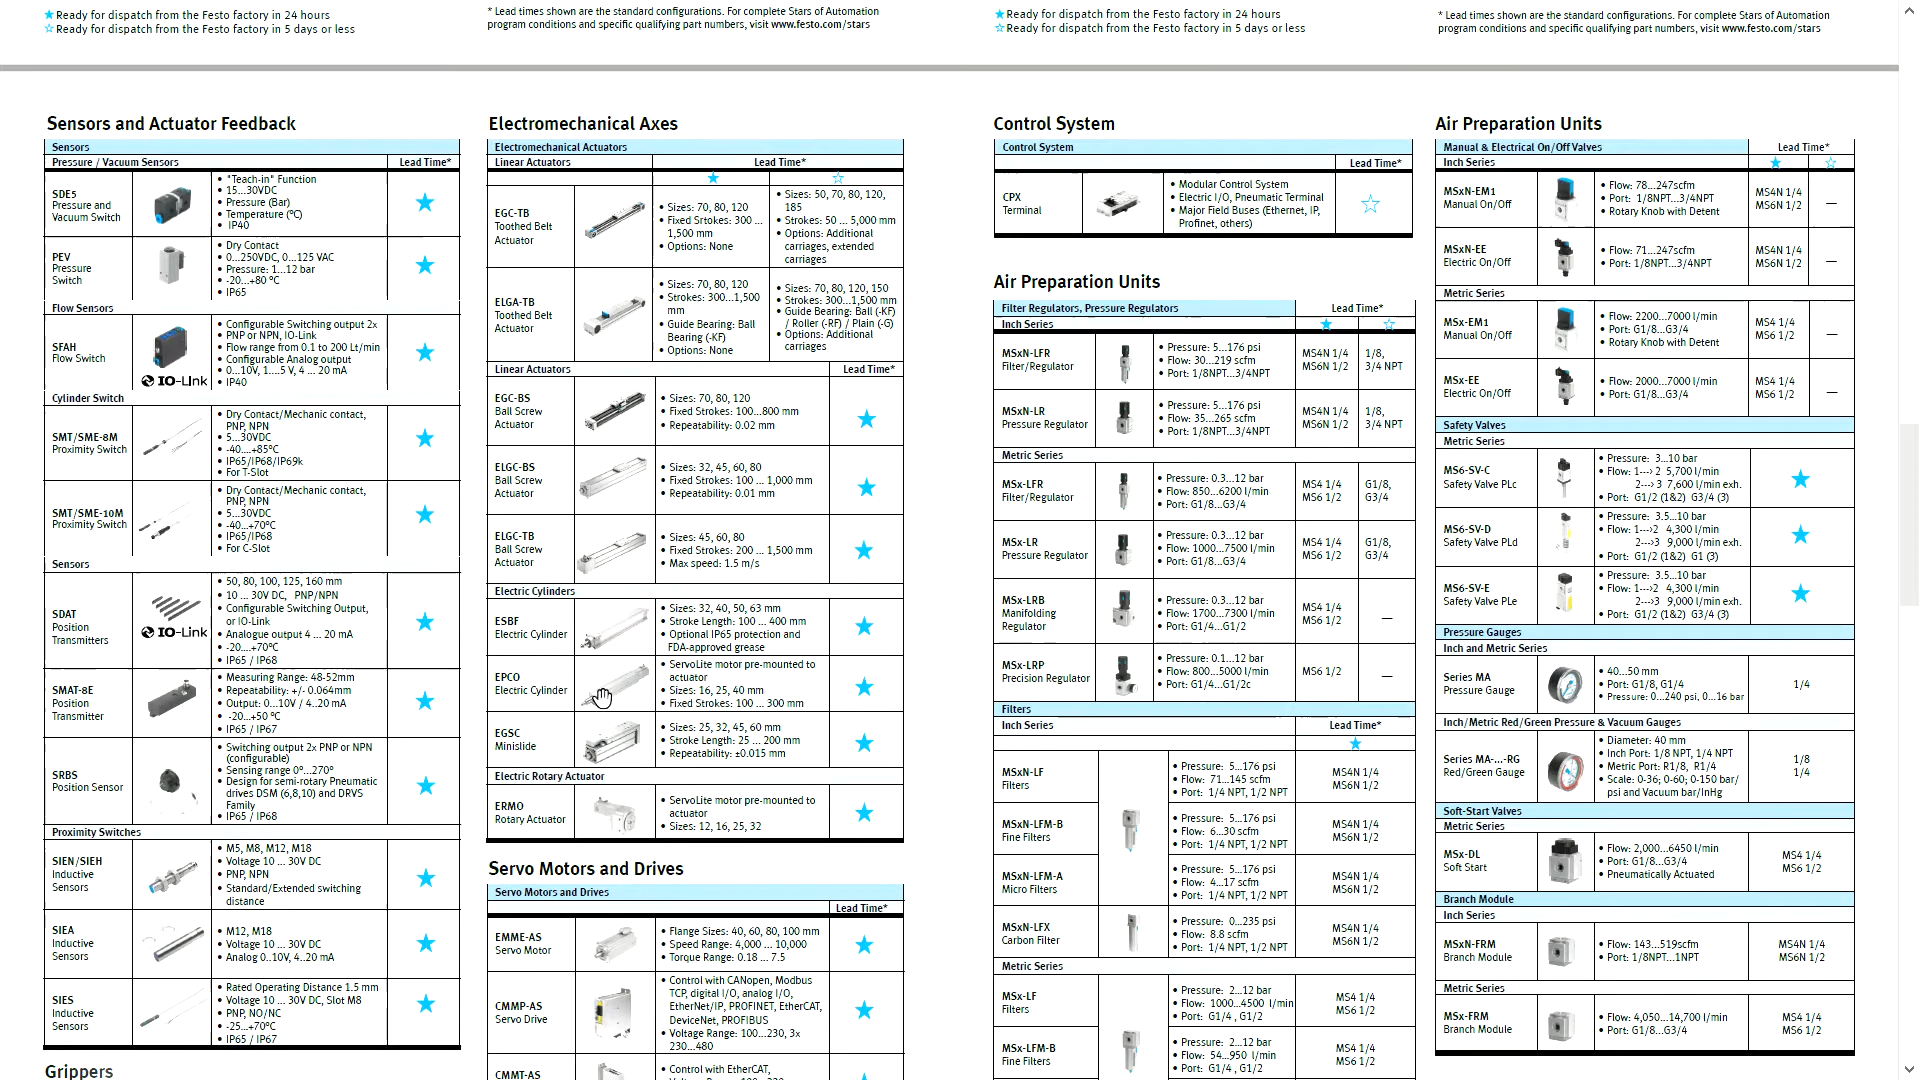 ★Ready for dispatch from the Festo factory in 24 hours
☆Ready for dispatch from the Festo factory in 5 days or less
* Lead times shown are the standard configurations. For complete Stars of Automation
program conditions and specific qualifying part numbers, visit www.festo.com/stars
★Ready for dispatch from the Festo factory in 24 hours
☆Ready for dispatch from the Festo factory in 5 days or less
* Lead times shown are the standard configurations. For complete Stars of Automation
program conditions and specific qualifying part numbers, visit www.festo.com/stars
Sensors and Actuator Feedback
Sensors
Pressure / Vacuum Sensors
Lead Time*
SDE5
Pressure and
Vacuum Switch
• "Teach-in" Function
• 15...30VDC
• Pressure (Bar)
• Temperature (ºC)
• IP40
★
PEV
Pressure
Switch
• Dry Contact
• 0...250VDC, 0...125 VAC
• Pressure: 1...12 bar
• -20...+80 ºC
• IP65
★
Flow Sensors
SFAH
Flow Switch
IO-Link
• Configurable Switching output 2x
• PNP or NPN, IO-Link
• Flow range from 0.1 to 200 Lt/min
• Configurable Analog output
• 0...10V, 1....5 V, 4 ... 20 mA
• IP40
★
Cylinder Switch
SMT/SME-8M
Proximity Switch
• Dry Contact/Mechanic contact,
PNP, NPN
• 5...30VDC
• -40....+85ºC
• IP65/IP68/IP69k
• For T-Slot
★
SMT/SME-10M
Proximity Switch
• Dry Contact/Mechanic contact,
PNP, NPN
• 5...30VDC
• -40...+70ºC
• IP65/IP68
• For C-Slot
★
Sensors
SDAT
Position
Transmitters
IO-Link
• 50, 80, 100, 125, 160 mm
• 10 ... 30V DC, PNP/NPN
• Configurable Switching Output,
or IO-Link
• Analogue output 4 ... 20 mA
• -20...+70ºC
• IP65 / IP68
★
SMAT-8E
Position
Transmitter
• Measuring Range: 48-52mm
• Repeatability: +/- 0.064mm
• Output: 0...10V / 4..20 mA
• -20...+50 ºC
• IP65 / IP67
★
SRBS
Position Sensor
• Switching output 2x PNP or NPN
(configurable)
• Sensing range 0º...270º
• Design for semi-rotary Pneumatic
drives DSM (6,8,10) and DRVS
Family
• IP65 / IP68
★
Proximity Switches
SIEN/SIEH
Inductive
Sensors
• M5, M8, M12, M18
• Voltage 10 ... 30V DC
• PNP, NPN
• Standard/Extended switching
distance
★
SIEA
Inductive
Sensors
• M12, M18
• Voltage 10 ... 30V DC
• Analog 0..10V, 4..20 mA
★
SIES
Inductive
Sensors
• Rated Operating Distance 1.5 mm
• Voltage 10 ... 30V DC, Slot M8
• PNP, NO/NC
• -25...+70ºC
• IP65 / IP67
★
Grippers
Electromechanical Axes
Electromechanical Actuators
Linear Actuators
Lead Time*
★ ☆
EGC-TB
Toothed Belt
Actuator
• Sizes: 70, 80, 120
• Fixed Srtokes: 300 ...
1,500 mm
• Options: None
• Sizes: 50, 70, 80, 120,
185
• Strokes: 50 ... 5,000 mm
• Options: Additional
carriages, extended
carriages
ELGA-TB
Toothed Belt
Actuator
• Sizes: 70, 80, 120
• Strokes: 300...1,500
mm
• Guide Bearing: Ball
Bearing (-KF)
• Options: None
• Sizes: 70, 80, 120, 150
• Strokes: 300...1,500 mm
• Guide Bearing: Ball (-KF)
/ Roller (-RF) / Plain (-G)
• Options: Additional
carriages
Linear Actuators
Lead Time*
EGC-BS
Ball Screw
Actuator
• Sizes: 70, 80, 120
• Fixed Strokes: 100...800 mm
• Repeatability: 0.02 mm
★
ELGC-BS
Ball Screw
Actuator
• Sizes: 32, 45, 60, 80
• Fixed Strokes: 100 ... 1,000 mm
• Repeatability: 0.01 mm
★
ELGC-TB
Ball Screw
Actuator
• Sizes: 45, 60, 80
• Fixed Strokes: 200 ... 1,500 mm
• Max speed: 1.5 m/s
★
Electric Cylinders
ESBF
Electric Cylinder
• Sizes: 32, 40, 50, 63 mm
• Stroke Length: 100 ... 400 mm
• Optional IP65 protection and
FDA-approved grease
★
EPCO
Electric Cylinder
• ServoLite motor pre-mounted to
actuator
• Sizes: 16, 25, 40 mm
• Fixed Strokes: 100 ... 300 mm
★
EGSC
Minislide
• Sizes: 25, 32, 45, 60 mm
• Stroke Length: 25 ... 200 mm
• Repeatability: ±0.015 mm
★
Electric Rotary Actuator
ERMO
Rotary Actuator
• ServoLite motor pre-mounted to
actuator
• Sizes: 12, 16, 25, 32
★
Servo Motors and Drives
Servo Motors and Drives
Lead Time*
EMME-AS
Servo Motor
• Flange Sizes: 40, 60, 80, 100 mm
• Speed Range: 4,000 ... 10,000
• Torque Range: 0.18 ... 7.5
★
CMMP-AS
Servo Drive
• Control with CANopen, Modbus
TCP, digital I/O, analog I/O,
EtherNet/IP, PROFINET, EtherCAT,
DeviceNet, PROFIBUS
• Voltage Range: 100...230, 3x
230...480
★
CMMT-AS
• Control with EtherCAT,
Control System
Control System
Lead Time*
CPX
Terminal
• Modular Control System
• Electric I/O, Pneumatic Terminal
• Major Field Buses (Ethernet, IP,
Profinet, others)
☆
Air Preparation Units
Filter Regulators, Pressure Regulators
Lead Time*
Inch Series
★ ☆
MSxN-LFR
Filter/Regulator
• Pressure: 5...176 psi
• Flow: 30...219 scfm
• Port: 1/8NPT...3/4NPT
MS4N 1/4
MS6N 1/2
1/8,
3/4 NPT
MSxN-LR
Pressure Regulator
• Pressure: 5...176 psi
• Flow: 35...265 scfm
• Port: 1/8NPT...3/4NPT
MS4N 1/4
MS6N 1/2
1/8,
3/4 NPT
Metric Series
MSx-LFR
Filter/Regulator
• Pressure: 0.3...12 bar
• Flow: 850...6200 l/min
• Port: G1/8...G3/4
MS4 1/4
MS6 1/2
G1/8,
G3/4
MSx-LR
Pressure Regulator
• Pressure: 0.3...12 bar
• Flow: 1000...7500 l/min
• Port: G1/8...G3/4
MS4 1/4
MS6 1/2
G1/8,
G3/4
MSx-LRB
Manifolding
Regulator
• Pressure: 0.3...12 bar
• Flow: 1700...7300 l/min
• Port: G1/4...G1/2
MS4 1/4
MS6 1/2
—
MSx-LRP
Precision Regulator
• Pressure: 0.1...12 bar
• Flow: 800...5000 l/min
• Port: G1/4...G1/2c
MS6 1/2
—
Filters
Inch Series
Lead Time*
★
MSxN-LF
Filters
• Pressure: 5...176 psi
• Flow: 71...145 scfm
• Port: 1/4 NPT, 1/2 NPT
MS4N 1/4
MS6N 1/2
MSxN-LFM-B
Fine Filters
• Pressure: 5...176 psi
• Flow: 6...30 scfm
• Port: 1/4 NPT, 1/2 NPT
MS4N 1/4
MS6N 1/2
MSxN-LFM-A
Micro Filters
• Pressure: 5...176 psi
• Flow: 4...17 scfm
• Port: 1/4 NPT, 1/2 NPT
MS4N 1/4
MS6N 1/2
MSxN-LFX
Carbon Filter
• Pressure: 0...235 psi
• Flow: 8.8 scfm
• Port: 1/4 NPT, 1/2 NPT
MS4N 1/4
MS6N 1/2
Metric Series
MSx-LF
Filters
• Pressure: 2...12 bar
• Flow: 1000...4500 l/min
• Port: G1/4 , G1/2
MS4 1/4
MS6 1/2
MSx-LFM-B
Fine Filters
• Pressure: 2...12 bar
• Flow: 54...950 l/min
• Port: G1/4 , G1/2
MS4 1/4
MS6 1/2
Air Preparation Units
Manual & Electrical On/Off Valves
Lead Time*
Inch Series
★ ☆
MSxN-EM1
Manual On/Off
• Flow: 78...247scfm
• Port: 1/8NPT...3/4NPT
• Rotary Knob with Detent
MS4N 1/4
MS6N 1/2
—
MSxN-EE
Electric On/Off
• Flow: 71...247scfm
• Port: 1/8NPT...3/4NPT
MS4N 1/4
MS6N 1/2
—
Metric Series
MSx-EM1
Manual On/Off
• Flow: 2200...7000 l/min
• Port: G1/8...G3/4
• Rotary Knob with Detent
MS4 1/4
MS6 1/2
—
MSx-EE
Electric On/Off
• Flow: 2000...7000 l/min
• Port: G1/8...G3/4
MS4 1/4
MS6 1/2
—
Safety Valves
Metric Series
MS6-SV-C
Safety Valve PLc
• Pressure: 3...10 bar
• Flow: 1---> 2 5,700 l/min
2---> 3 7,600 l/min exh.
• Port: G1/2 (1&2) G3/4 (3)
★
MS6-SV-D
Safety Valve PLd
• Pressure: 3.5...10 bar
• Flow: 1--->2 4,300 l/min
2--->3 9,000 l/min exh.
• Port: G1/2 (1&2) G1 (3)
★
MS6-SV-E
Safety Valve PLe
• Pressure: 3.5...10 bar
• Flow: 1--->2 4,300 l/min
2--->3 9,000 l/min exh.
• Port: G1/2 (1&2) G3/4 (3)
★
Pressure Gauges
Inch and Metric Series
Series MA
Pressure Gauge
• 40...50 mm
• Port: G1/8, G1/4
• Pressure: 0...240 psi, 0...16 bar
1/4
Inch/Metric Red/Green Pressure & Vacuum Gauges
Series MA-...-RG
Red/Green Gauge
• Diameter: 40 mm
• Inch Port: 1/8 NPT, 1/4 NPT
• Metric Port: R1/8, R1/4
• Scale: 0-36; 0-60; 0-150 bar/
psi and Vacuum bar/InHg
1/8
1/4
Soft-Start Valves
Metric Series
MSx-DL
Soft Start
• Flow: 2,000...6450 l/min
• Port: G1/8...G3/4
• Pneumatically Actuated
MS4 1/4
MS6 1/2
Branch Module
Inch Series
MSxN-FRM
Branch Module
• Flow: 143...519scfm
• Port: 1/8NPT...1NPT
MS4N 1/4
MS6N 1/2
Metric Series
MSx-FRM
Branch Module
• Flow: 4,050...14,700 l/min
• Port: G1/8...G3/4
MS4 1/4
MS6 1/2